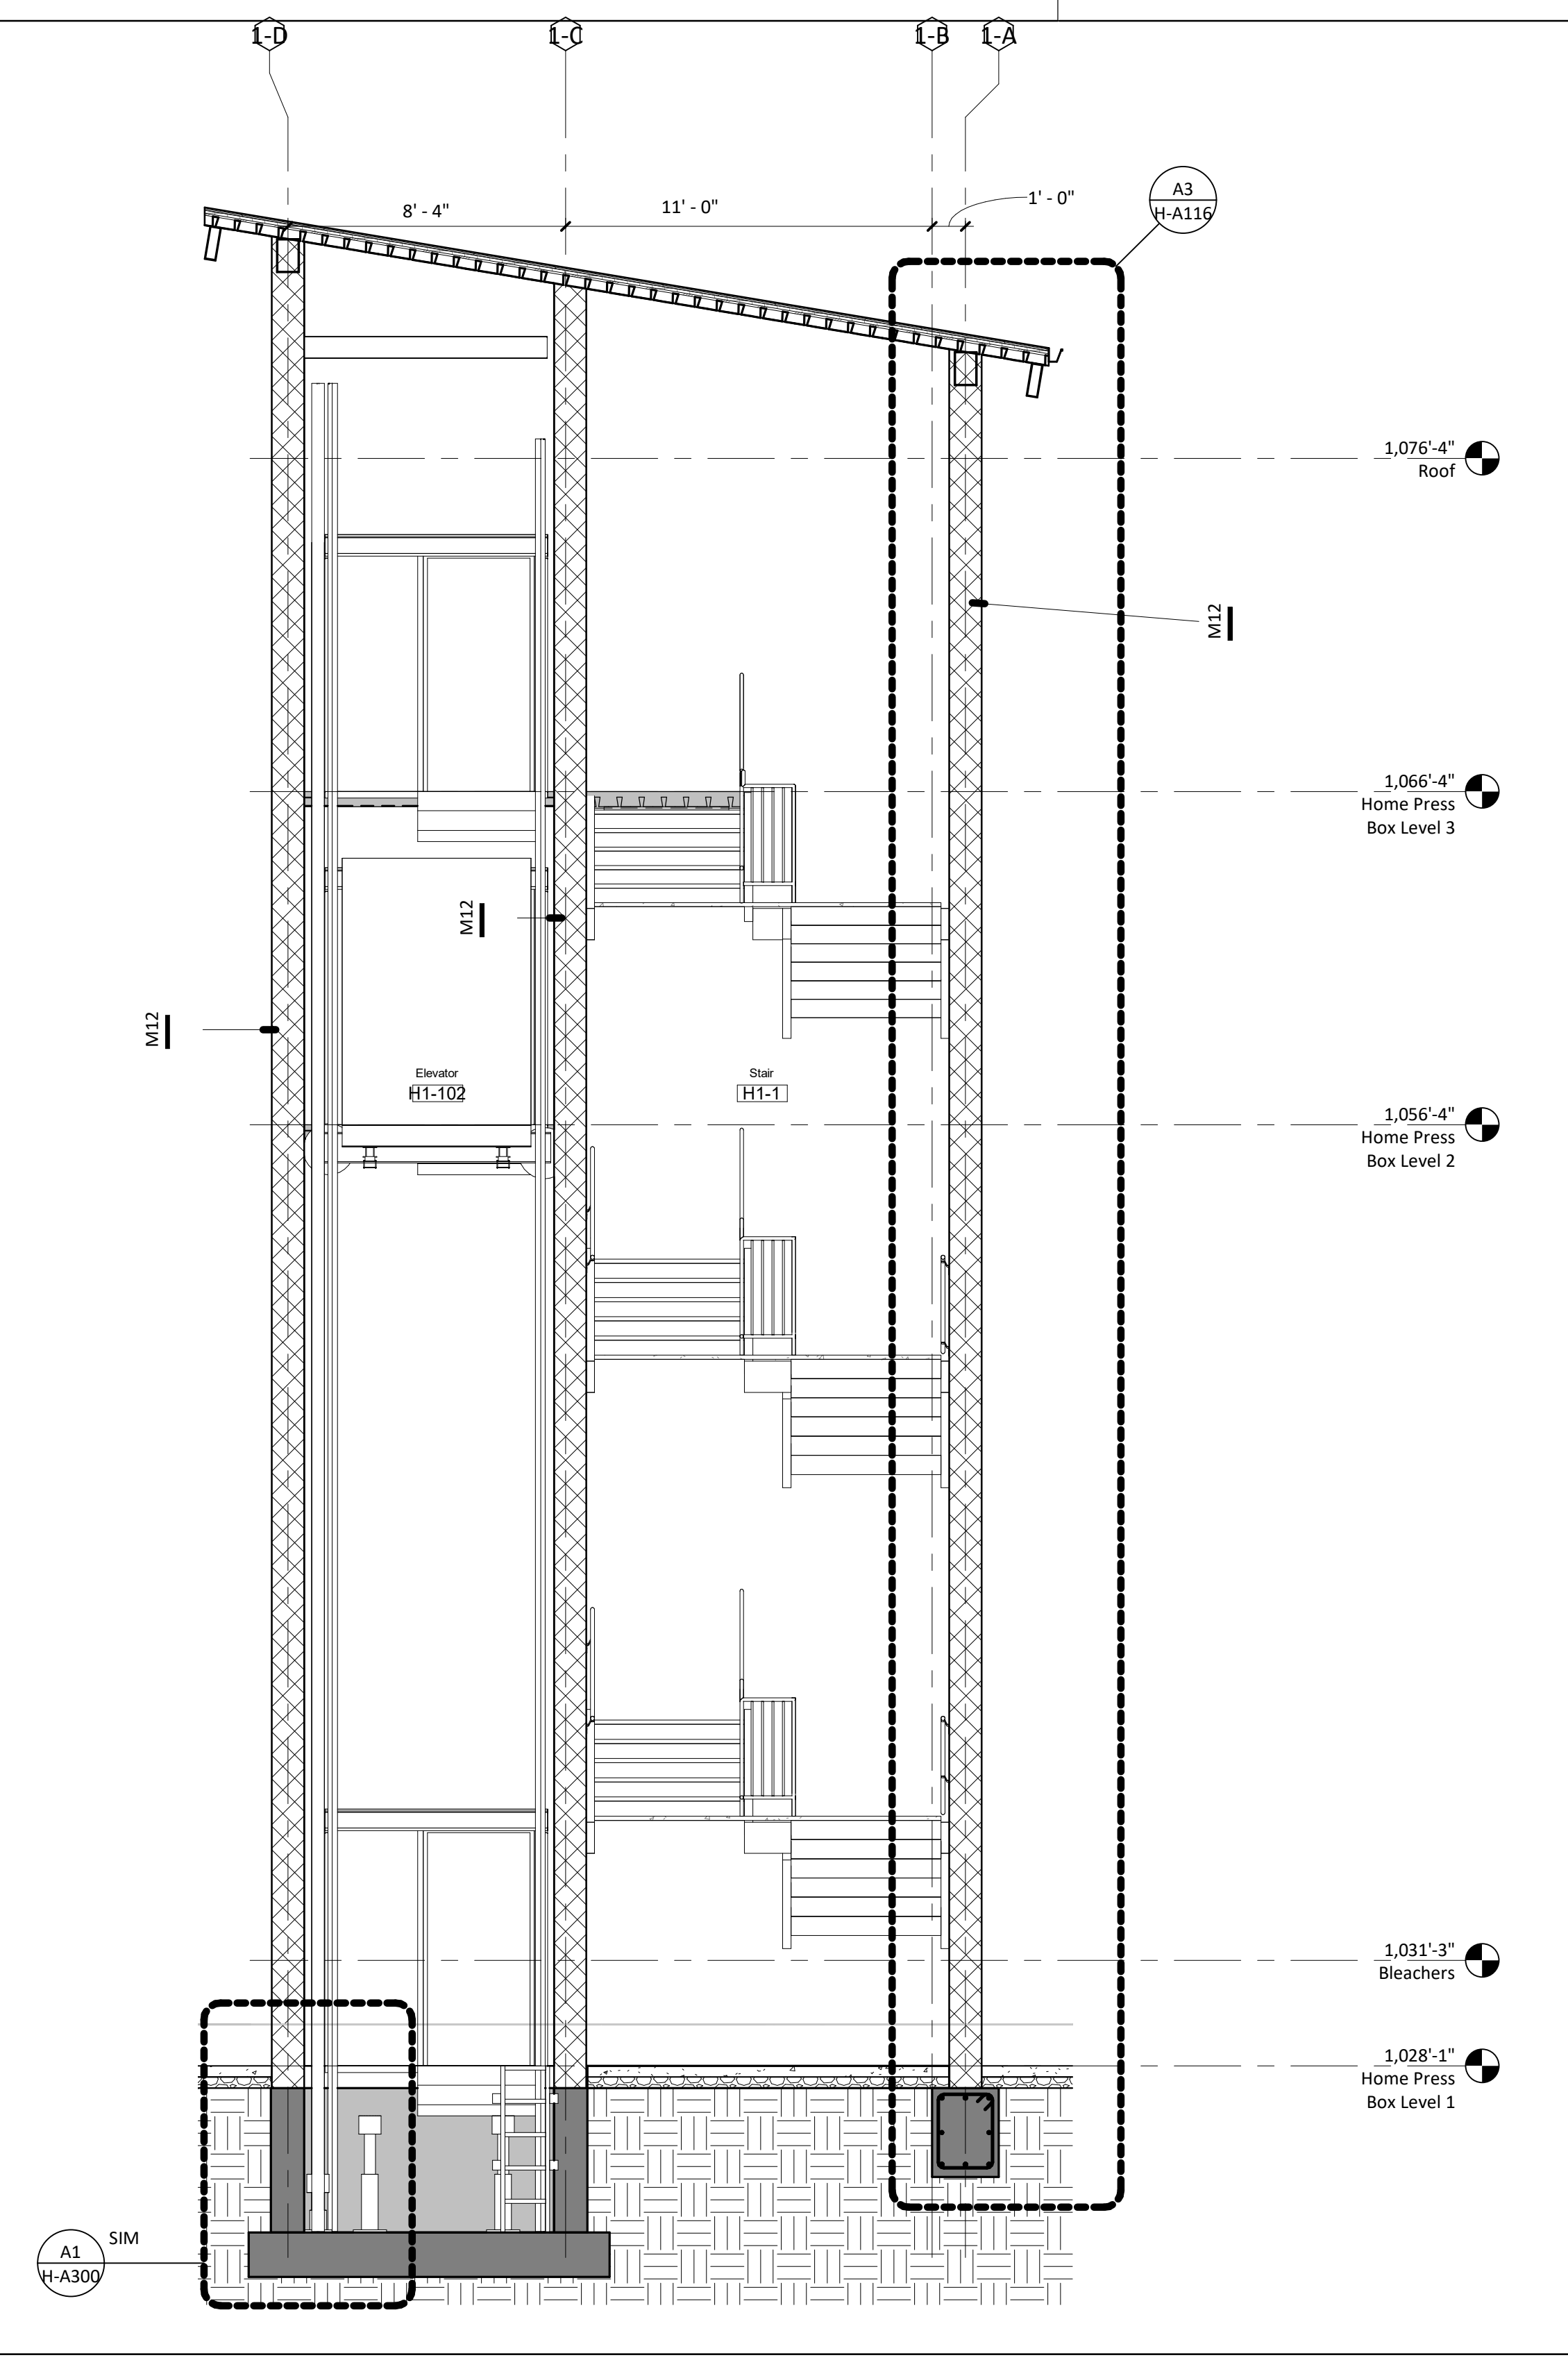 1-D
1-C
1-B
1-A
8' - 4"
11' - 0"
1' - 0"
A3
H-A116
1,076'-4"
Roof
M12
1,066'-4"
Home Press
Box Level 3
M12
M12
Elevator
H1-102
Stair
H1-1
1,056'-4"
Home Press
Box Level 2
1,031'-3"
Bleachers
1,028'-1"
Home Press
Box Level 1
A1
H-A300
SIM